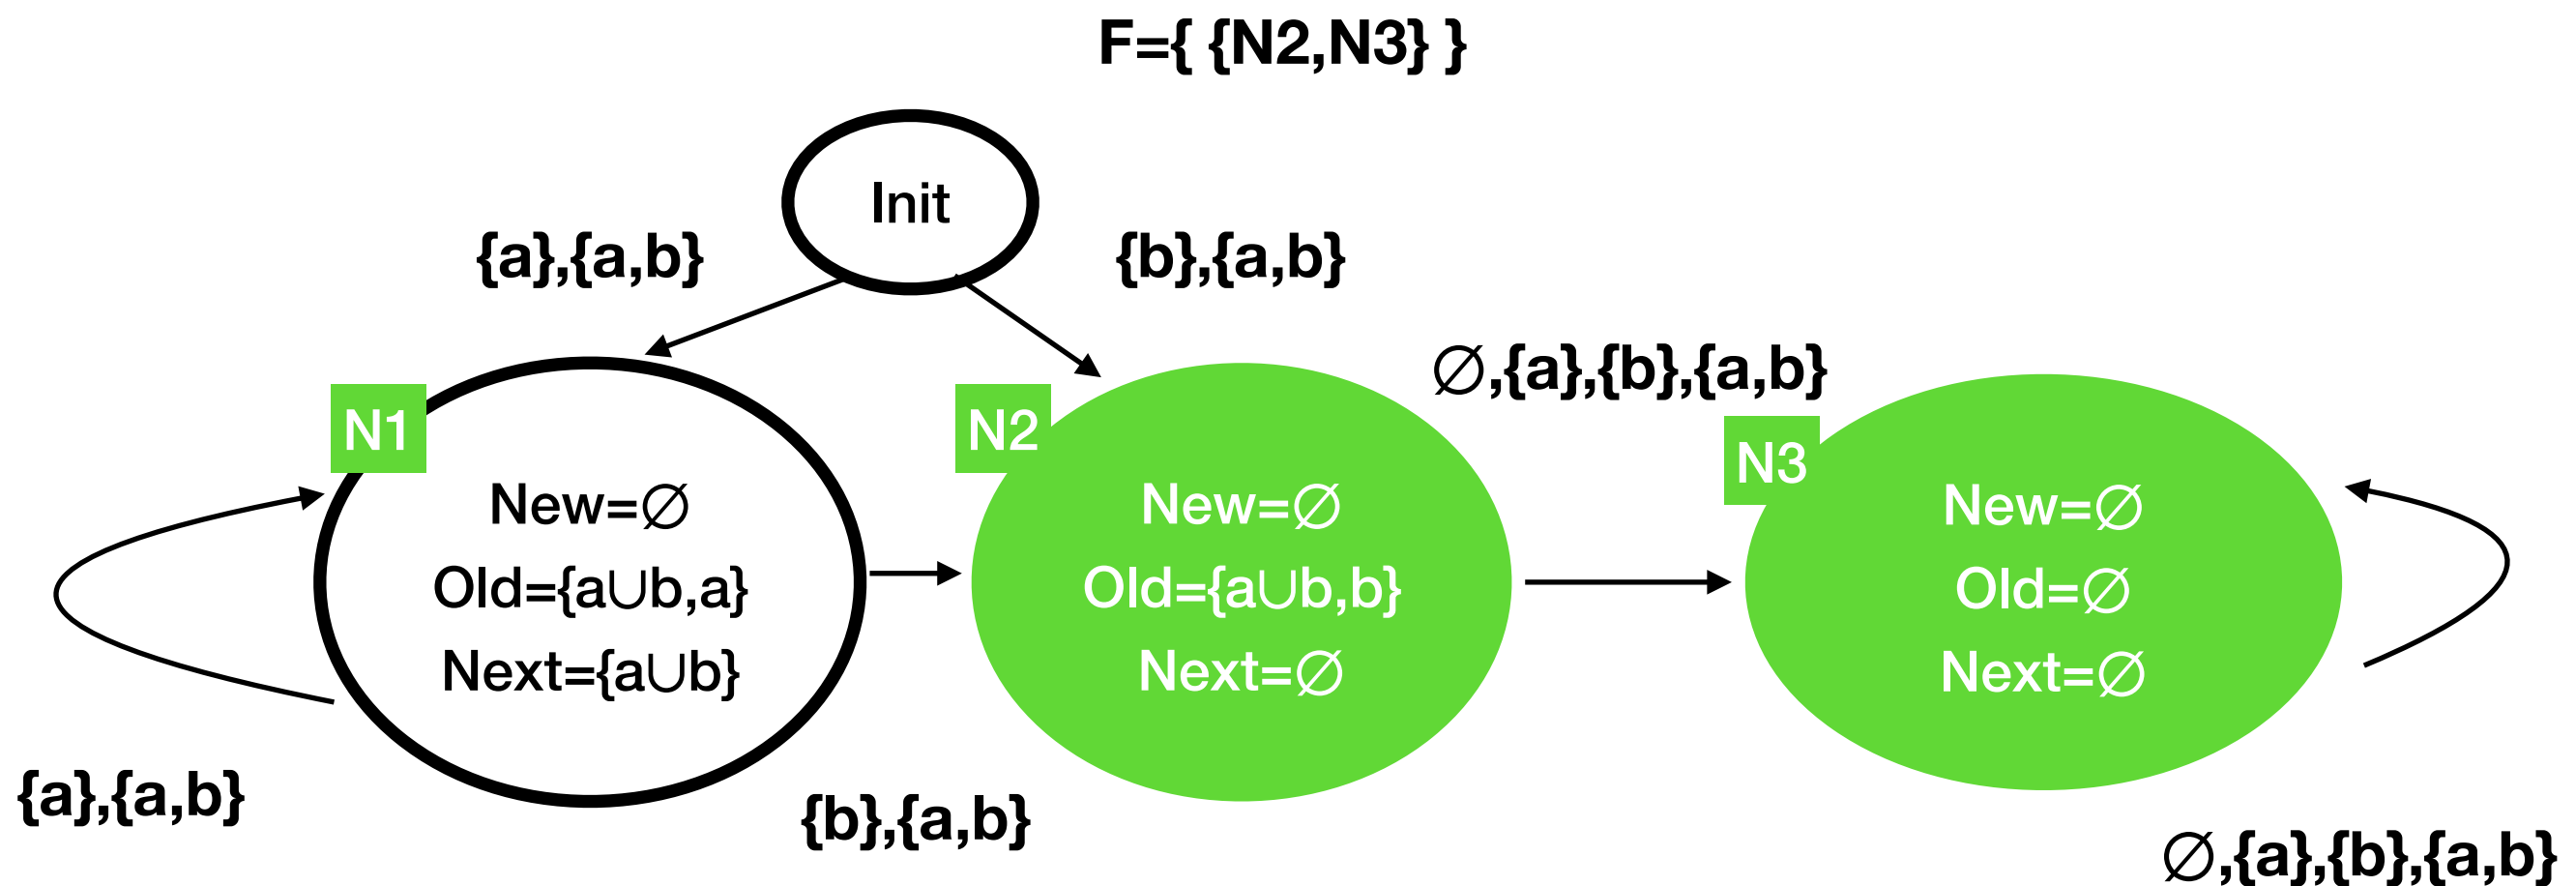 F={ {N2,N3} }
Init
{a},{a,b}
{b},{a,b}
∅,{a},{b},{a,b}
N1
New=∅
Old={a∪b,a}
Next={a∪b}
N2
New=∅
Old={a∪b,b}
Next=∅
N3
New=∅
Old=∅
Next=∅
{a},{a,b}
{b},{a,b}
∅,{a},{b},{a,b}